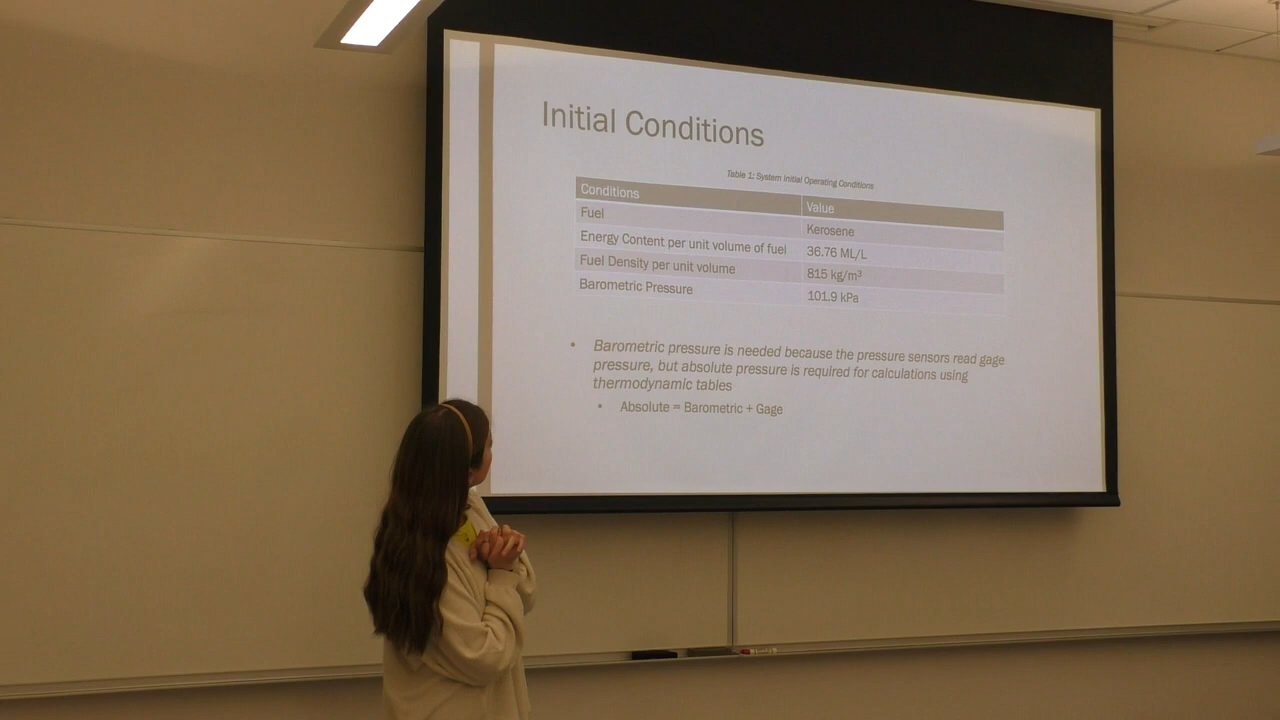 Initial Conditions
Table 1: System Initial Operating Conditions
Conditions Value
Fuel Kerosene
Energy Content per unit volume of fuel 36.76 ML/L
Fuel Density per unit volume 815 kg/m³
Barometric Pressure 101.9 kPa
• Barometric pressure is needed because the pressure sensors read gage
pressure, but absolute pressure is required for calculations using
thermodynamic tables
• Absolute = Barometric + Gage